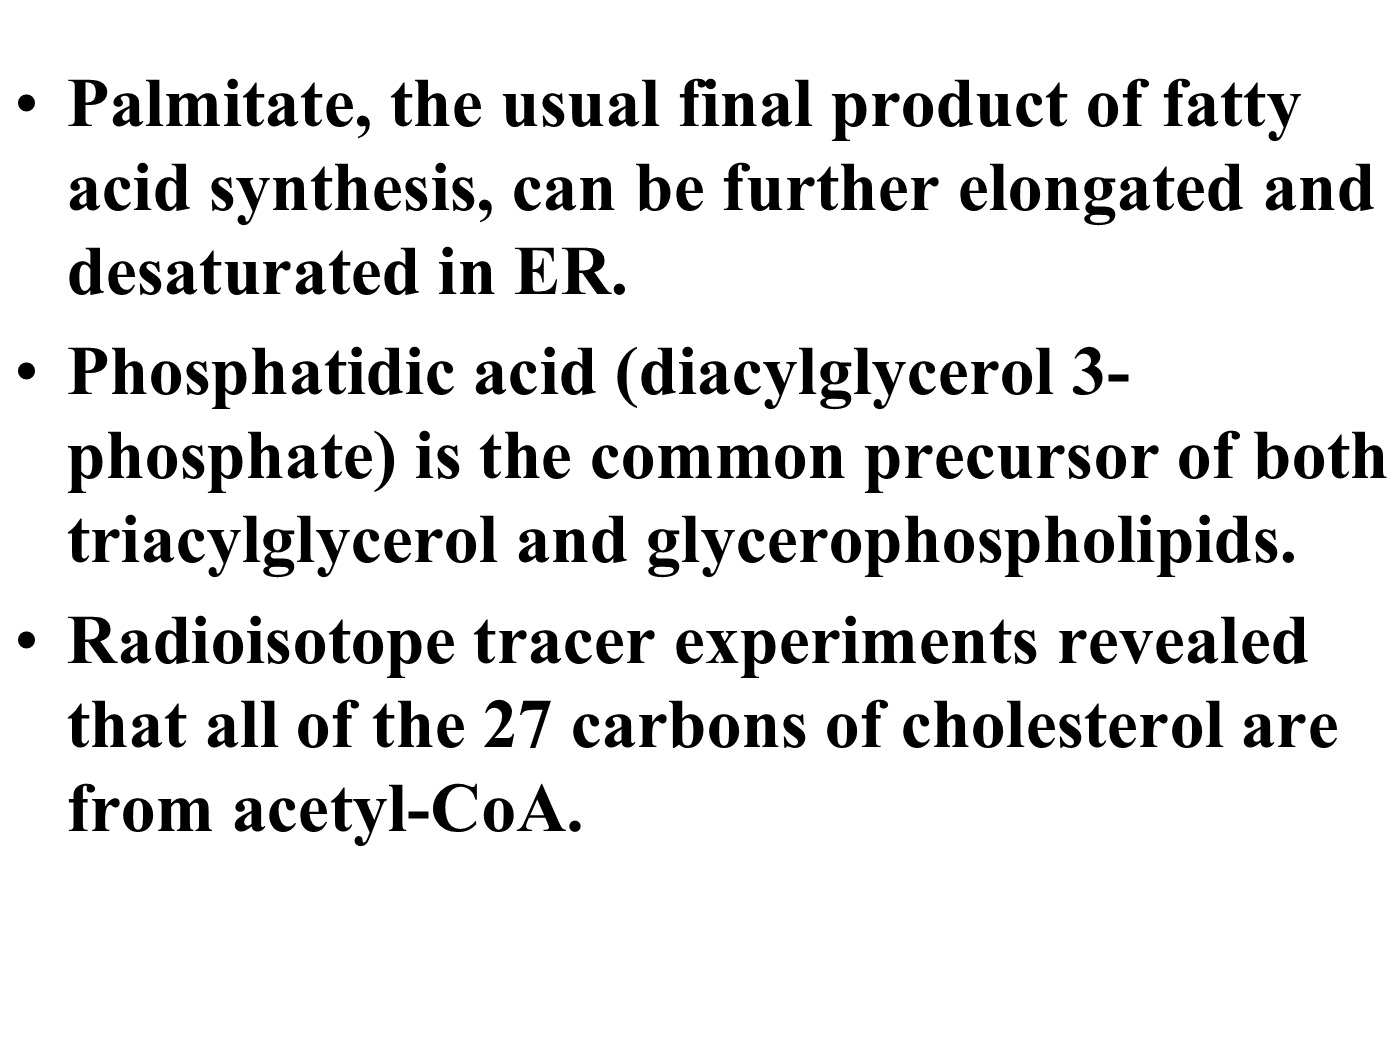 • Palmitate, the usual final product of fatty
acid synthesis, can be further elongated and
desaturated in ER.
• Phosphatidic acid (diacylglycerol 3-
phosphate) is the common precursor of both
triacylglycerol and glycerophospholipids.
• Radioisotope tracer experiments revealed
that all of the 27 carbons of cholesterol are
from acetyl-CoA.